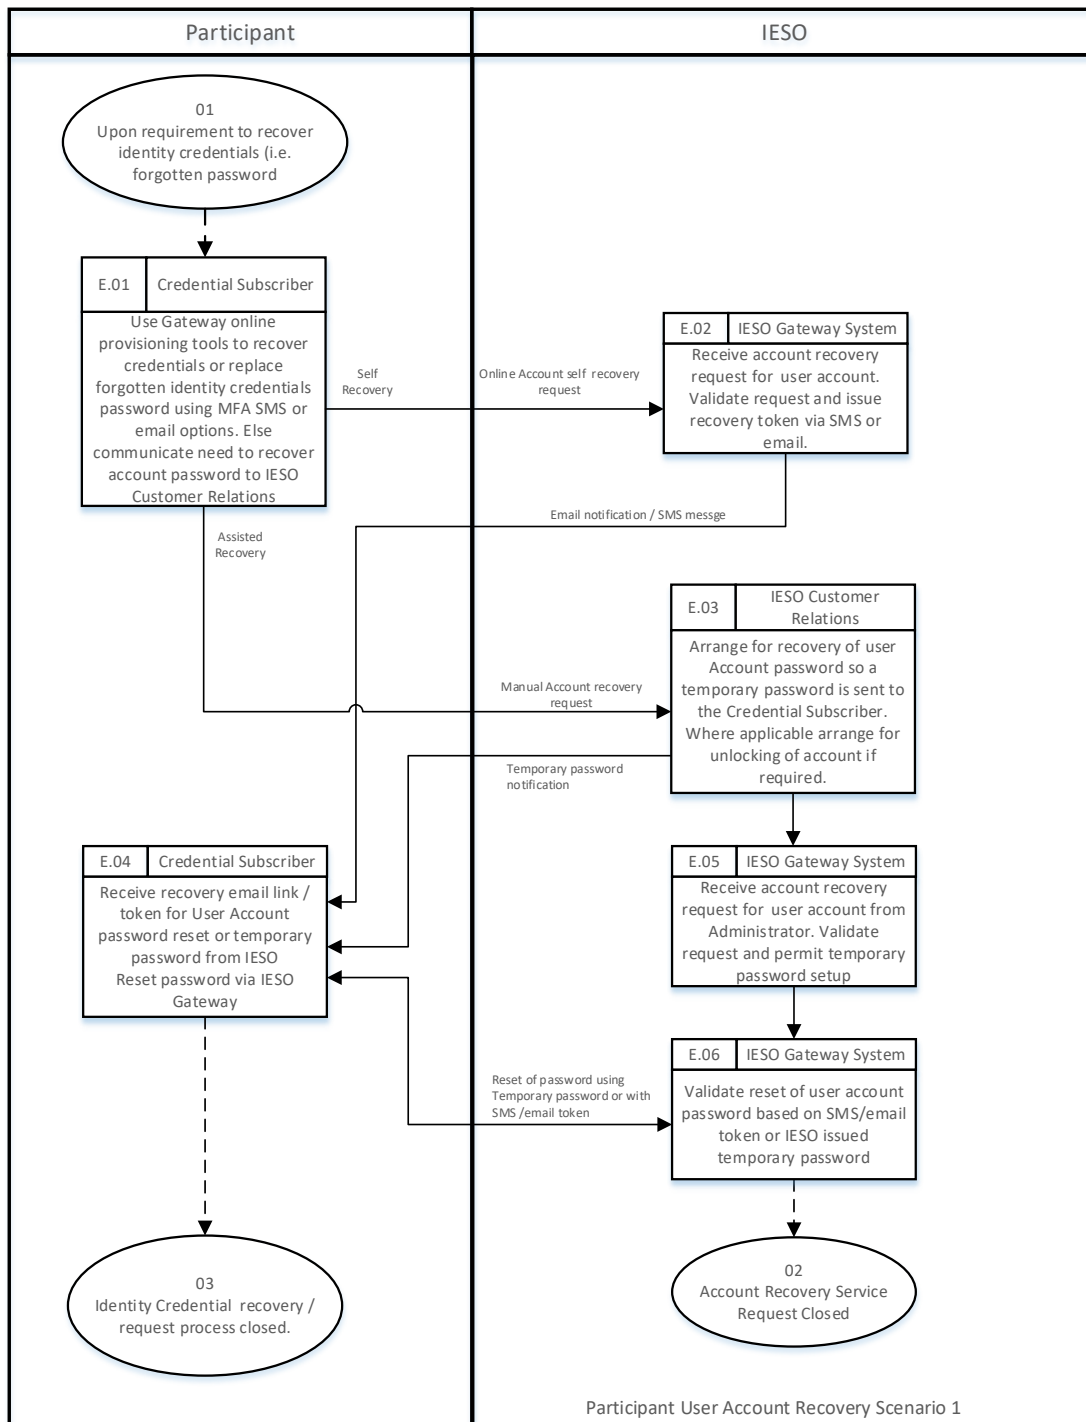 Participant
IESO
01
Upon requirement to recover
identity credentials (i.e.
forgotten password
E.01
Credential Subscriber
Use Gateway online
provisioning tools to recover
credentials or replace
forgotten identity credentials
password using MFA SMS or
email options. Else
communicate need to recover
account password to IESO
Customer Relations
Self
Recovery
Online Account self recovery
request
E.02
IESO Gateway System
Receive account recovery
request for user account.
Validate request and issue
recovery token via SMS or
email.
Email notification / SMS messge
Assisted
Recovery
E.03
IESO Customer
Relations
Arrange for recovery of user
Account password so a
temporary password is sent to
the Credential Subscriber.
Where applicable arrange for
unlocking of account if
required.
Manual Account recovery
request
Temporary password
notification
E.04
Credential Subscriber
Receive recovery email link /
token for User Account
password reset or temporary
password from IESO
Reset password via IESO
Gateway
E.05
IESO Gateway System
Receive account recovery
request for user account from
Administrator. Validate
request and permit temporary
password setup
E.06
IESO Gateway System
Validate reset of user account
password based on SMS/email
token or IESO issued
temporary password
Reset of password using
Temporary password or with
SMS /email token
03
Identity Credential recovery /
request process closed.
02
Account Recovery Service
Request Closed
Participant User Account Recovery Scenario 1